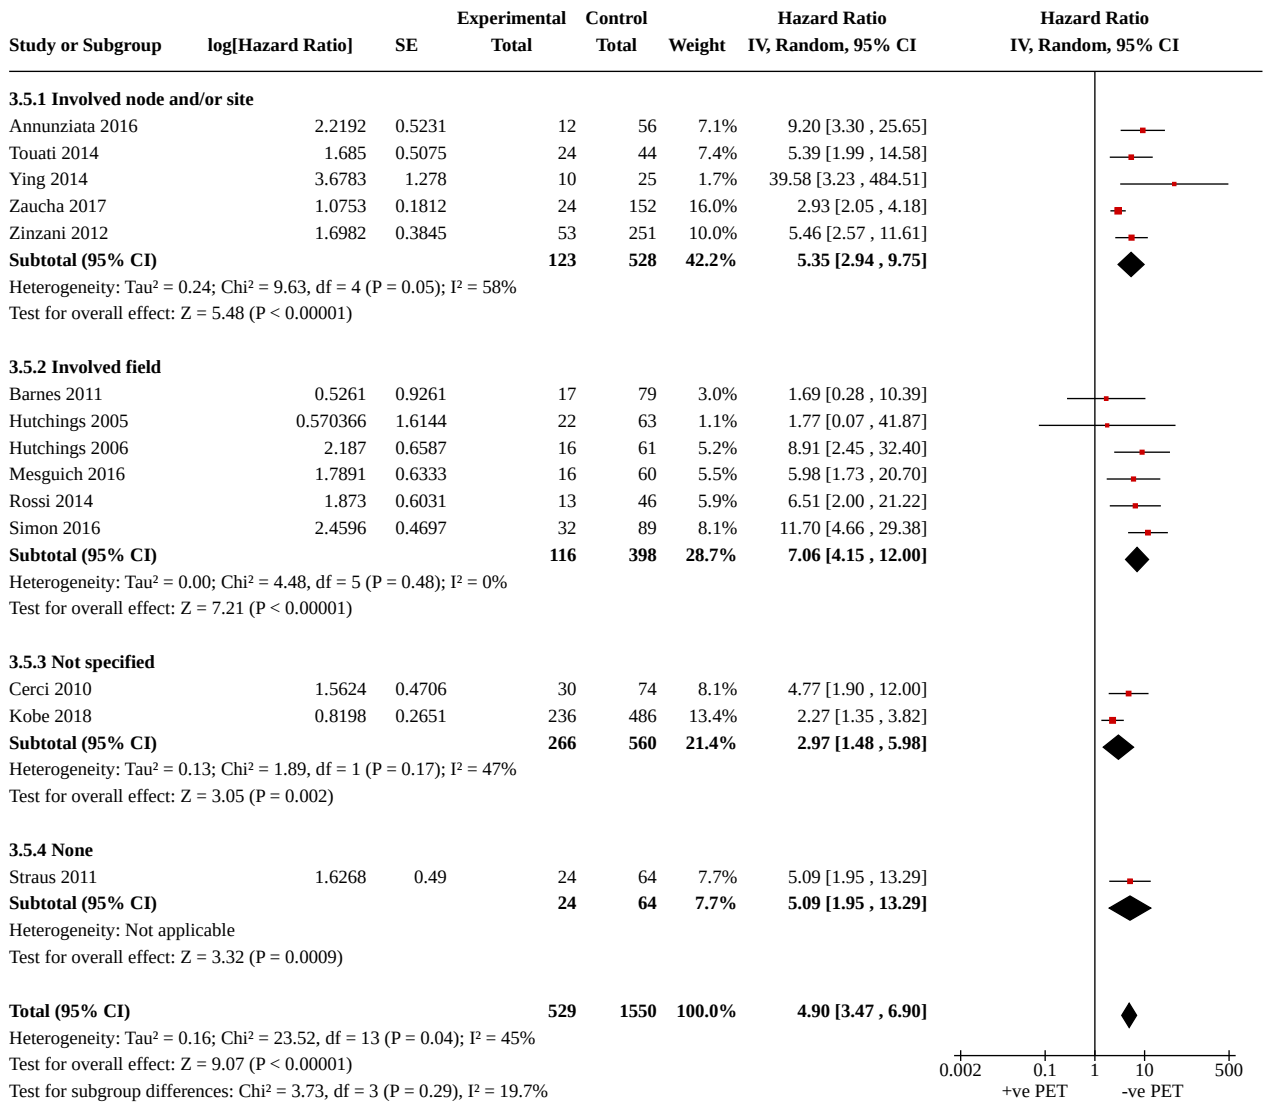 Experimental Control Hazard Ratio Hazard Ratio
Study or Subgroup log[Hazard Ratio] SE Total Total Weight IV, Random, 95% CI IV, Random, 95% CI
3.5.1 Involved node and/or site
Annunziata 2016 2.2192 0.5231 12 56 7.1% 9.20 [3.30 , 25.65]
Touati 2014 1.685 0.5075 24 44 7.4% 5.39 [1.99 , 14.58]
Ying 2014 3.6783 1.278 10 25 1.7% 39.58 [3.23 , 484.51]
Zaucha 2017 1.0753 0.1812 24 152 16.0% 2.93 [2.05 , 4.18]
Zinzani 2012 1.6982 0.3845 53 251 10.0% 5.46 [2.57 , 11.61]
Subtotal (95% CI) 123 528 42.2% 5.35 [2.94 , 9.75]
Heterogeneity: Tau² = 0.24; Chi² = 9.63, df = 4 (P = 0.05); I² = 58%
Test for overall effect: Z = 5.48 (P < 0.00001)
3.5.2 Involved field
Barnes 2011 0.5261 0.9261 17 79 3.0% 1.69 [0.28 , 10.39]
Hutchings 2005 0.570366 1.6144 22 63 1.1% 1.77 [0.07 , 41.87]
Hutchings 2006 2.187 0.6587 16 61 5.2% 8.91 [2.45 , 32.40]
Mesguich 2016 1.7891 0.6333 16 60 5.5% 5.98 [1.73 , 20.70]
Rossi 2014 1.873 0.6031 13 46 5.9% 6.51 [2.00 , 21.22]
Simon 2016 2.4596 0.4697 32 89 8.1% 11.70 [4.66 , 29.38]
Subtotal (95% CI) 116 398 28.7% 7.06 [4.15 , 12.00]
Heterogeneity: Tau² = 0.00; Chi² = 4.48, df = 5 (P = 0.48); I² = 0%
Test for overall effect: Z = 7.21 (P < 0.00001)
3.5.3 Not specified
Cerci 2010 1.5624 0.4706 30 74 8.1% 4.77 [1.90 , 12.00]
Kobe 2018 0.8198 0.2651 236 486 13.4% 2.27 [1.35 , 3.82]
Subtotal (95% CI) 266 560 21.4% 2.97 [1.48 , 5.98]
Heterogeneity: Tau² = 0.13; Chi² = 1.89, df = 1 (P = 0.17); I² = 47%
Test for overall effect: Z = 3.05 (P = 0.002)
3.5.4 None
Straus 2011 1.6268 0.49 24 64 7.7% 5.09 [1.95 , 13.29]
Subtotal (95% CI) 24 64 7.7% 5.09 [1.95 , 13.29]
Heterogeneity: Not applicable
Test for overall effect: Z = 3.32 (P = 0.0009)
Total (95% CI) 529 1550 100.0% 4.90 [3.47 , 6.90]
Heterogeneity: Tau² = 0.16; Chi² = 23.52, df = 13 (P = 0.04); I² = 45%
Test for overall effect: Z = 9.07 (P < 0.00001)
0.002 0.1 1 10 500
Test for subgroup differences: Chi² = 3.73, df = 3 (P = 0.29), I² = 19.7%
+ve PET -ve PET